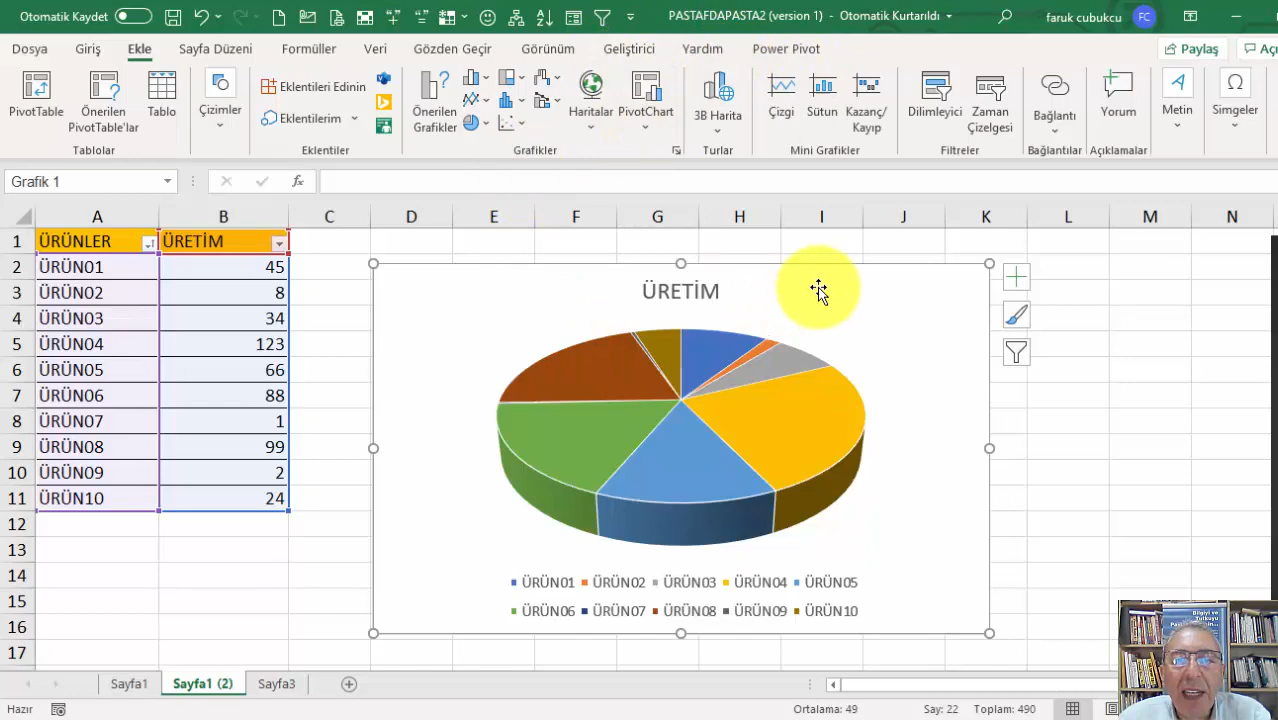 Otomatik Kaydet
PASTAFDAPASTA2 (version 1) - Otomatik Kurtarıldı
faruk cubukcu FC
Dosya Giriş Ekle Sayfa Düzeni Formüller Veri Gözden Geçir Görünüm Geliştirici Yardım Power Pivot Paylaş Açı
PivotTable
Önerilen PivotTable'lar
Tablo
Çizimler
Eklentileri Edinin
Eklentilerim
Önerilen Grafikler
Haritalar
PivotChart
3B Harita
Çizgi
Sütun
Kazanç/Kayıp
Dilimleyici
Zaman Çizelgesi
Bağlantı
Yorum
Metin
Simgeler
Tablolar Eklentiler Grafikler Turlar Mini Grafikler Filtreler Bağlantılar Açıklamalar
Grafik 1 fx
A B C D E F G H I J K L M N
1 ÜRÜNLER ÜRETİM
2 ÜRÜN01 45
3 ÜRÜN02 8
4 ÜRÜN03 34
5 ÜRÜN04 123
6 ÜRÜN05 66
7 ÜRÜN06 88
8 ÜRÜN07 1
9 ÜRÜN08 99
10 ÜRÜN09 2
11 ÜRÜN10 24
12
13
14
15
16
17
ÜRETİM
ÜRÜN01 ÜRÜN02 ÜRÜN03 ÜRÜN04 ÜRÜN05
ÜRÜN06 ÜRÜN07 ÜRÜN08 ÜRÜN09 ÜRÜN10
Bilgiyi ve
Tutkuyu
Sayfa1 Sayfa1 (2) Sayfa3
Hazır
Ortalama: 49 Say: 22 Toplam: 490